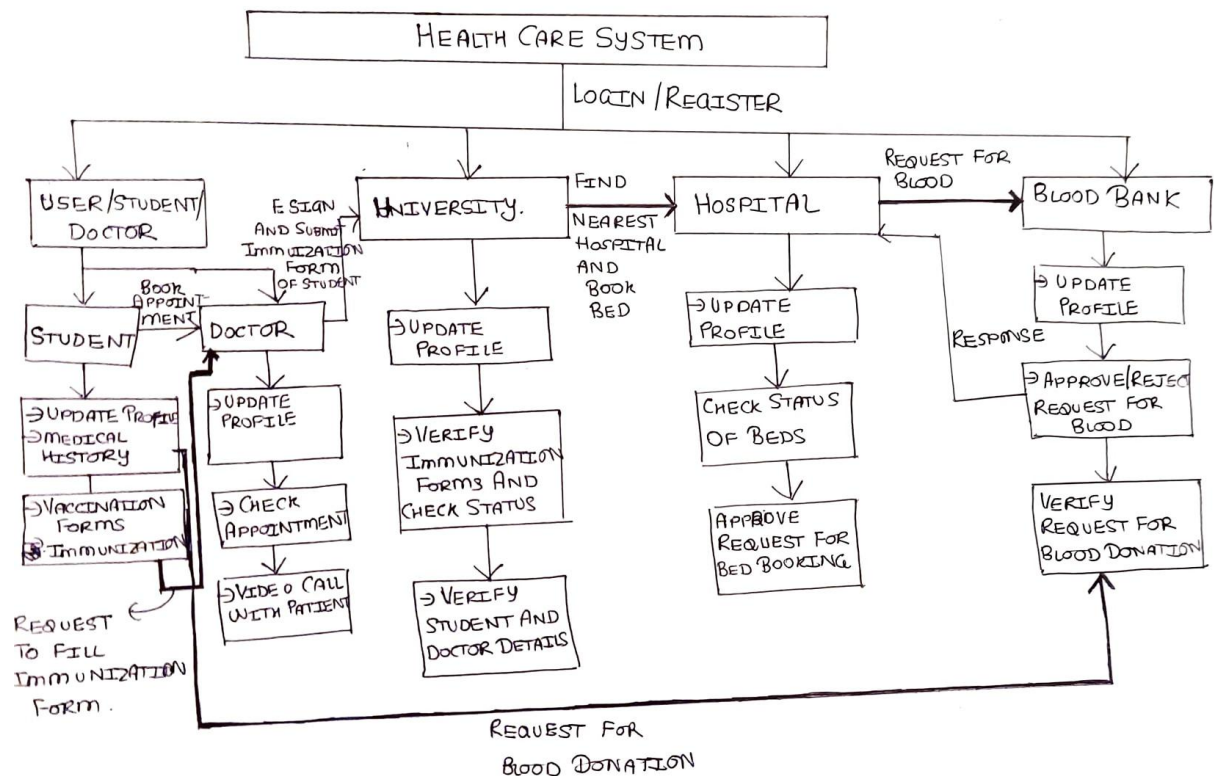 HEALTH CARE SYSTEM
LOGIN/REGISTER
USER/STUDENT/
DOCTOR
E SIGN
AND SUBMIT
IMMUNIZATION
FORM
OF STUDENT
UNIVERSITY.
FIND
NEAREST
HOSPITAL
AND
BOOK
BED
HOSPITAL
REQUEST FOR
BLOOD
BLOOD BANK
STUDENT
BOOK
APPOINT-
MENT
DOCTOR
→ UPDATE PROFILE
→ MEDICAL
HISTORY
→ VACCINATION
FORMS
IMMUNIZATION
REQUEST
TO FILL
IMMUNIZATION
FORM.
→ UPDATE
PROFILE
→ CHECK
APPOINTMENT
→ VIDEO CALL
WITH PATIENT
→ UPDATE
PROFILE
→ VERIFY
IMMUNIZATION
FORMS AND
CHECK STATUS
→ VERIFY
STUDENT AND
DOCTOR DETAILS
→ UPDATE
PROFILE
CHECK STATUS
OF BEDS
APPROVE
REQUEST FOR
BED BOOKING
RESPONSE
→ UPDATE
PROFILE
→ APPROVE/REJECT
REQUEST FOR
BLOOD
VERIFY
REQUEST FOR
BLOOD DONATION
REQUEST FOR
BLOOD DONATION